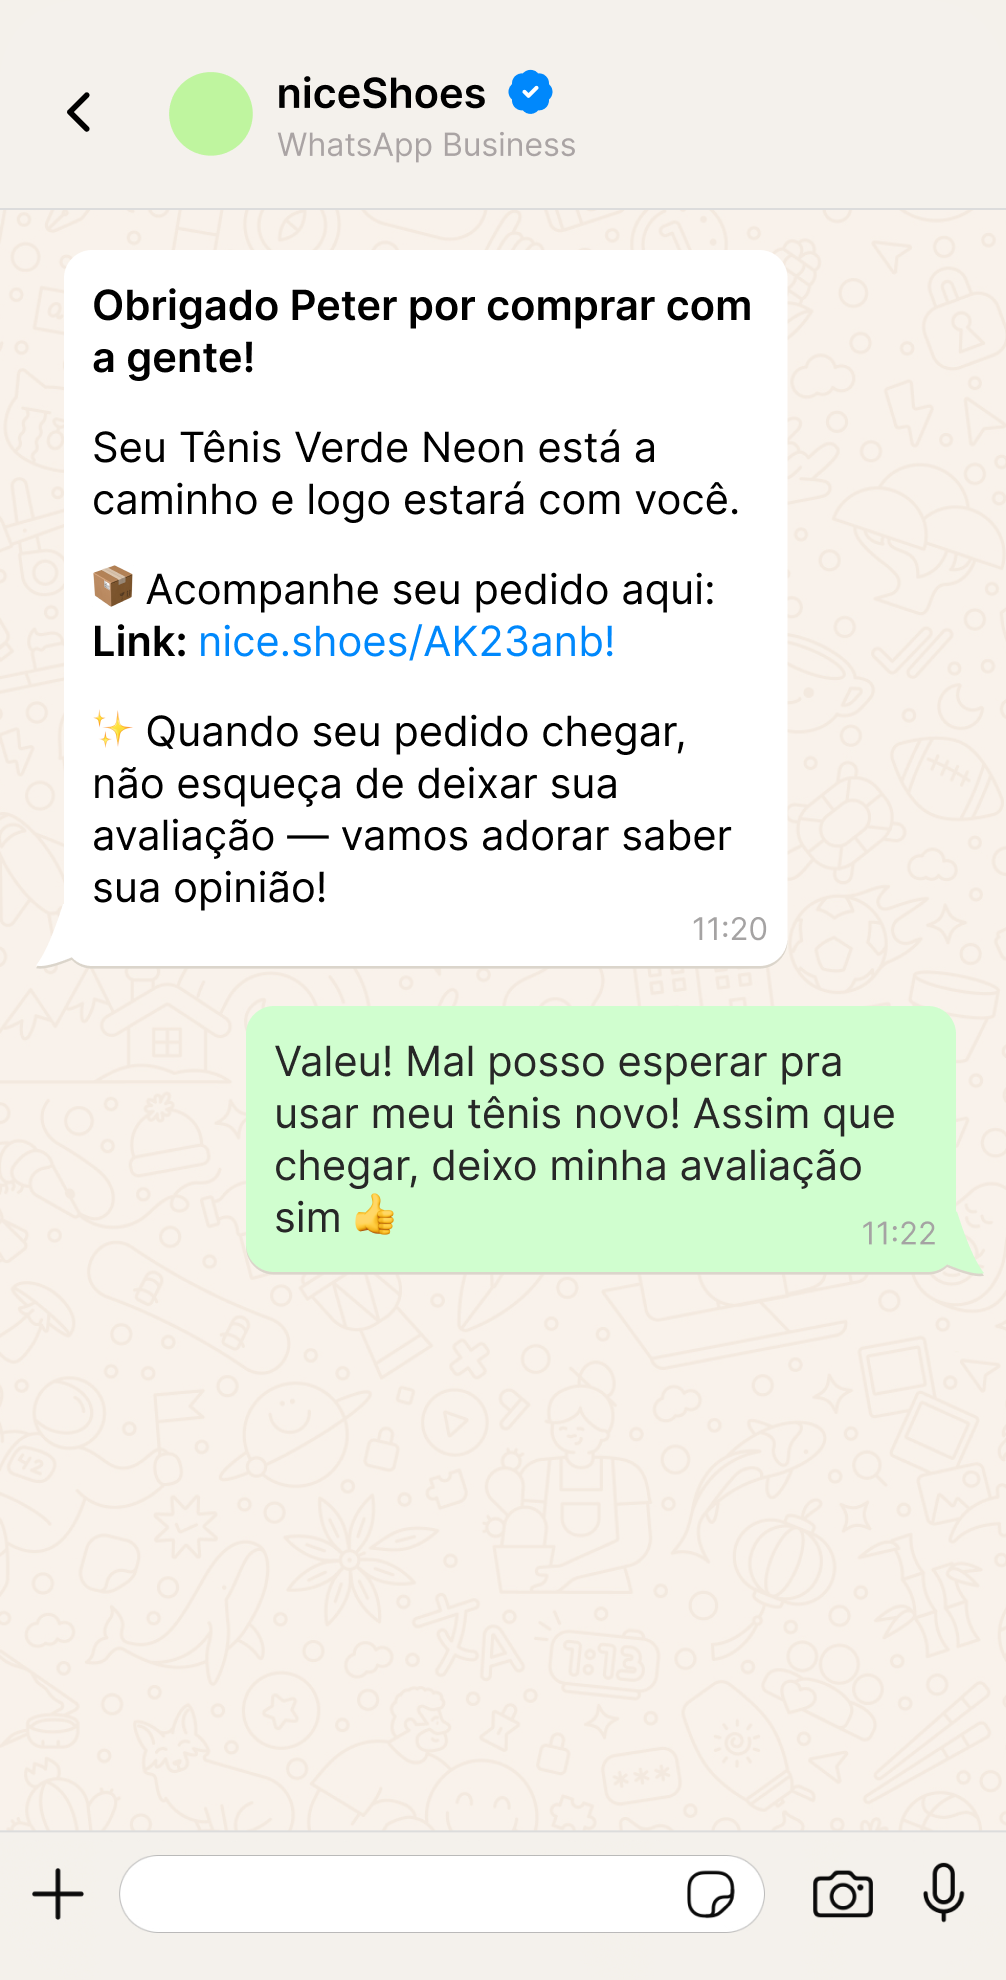 niceShoes
WhatsApp Business
Obrigado Peter por comprar com
a gente!
Seu Tênis Verde Neon está a
caminho e logo estará com você.
📦 Acompanhe seu pedido aqui:
Link: nice.shoes/AK23anb!
✨ Quando seu pedido chegar,
não esqueça de deixar sua
avaliação — vamos adorar saber
sua opinião!
11:20
Valeu! Mal posso esperar pra
usar meu tênis novo! Assim que
chegar, deixo minha avaliação
sim 👍
11:22